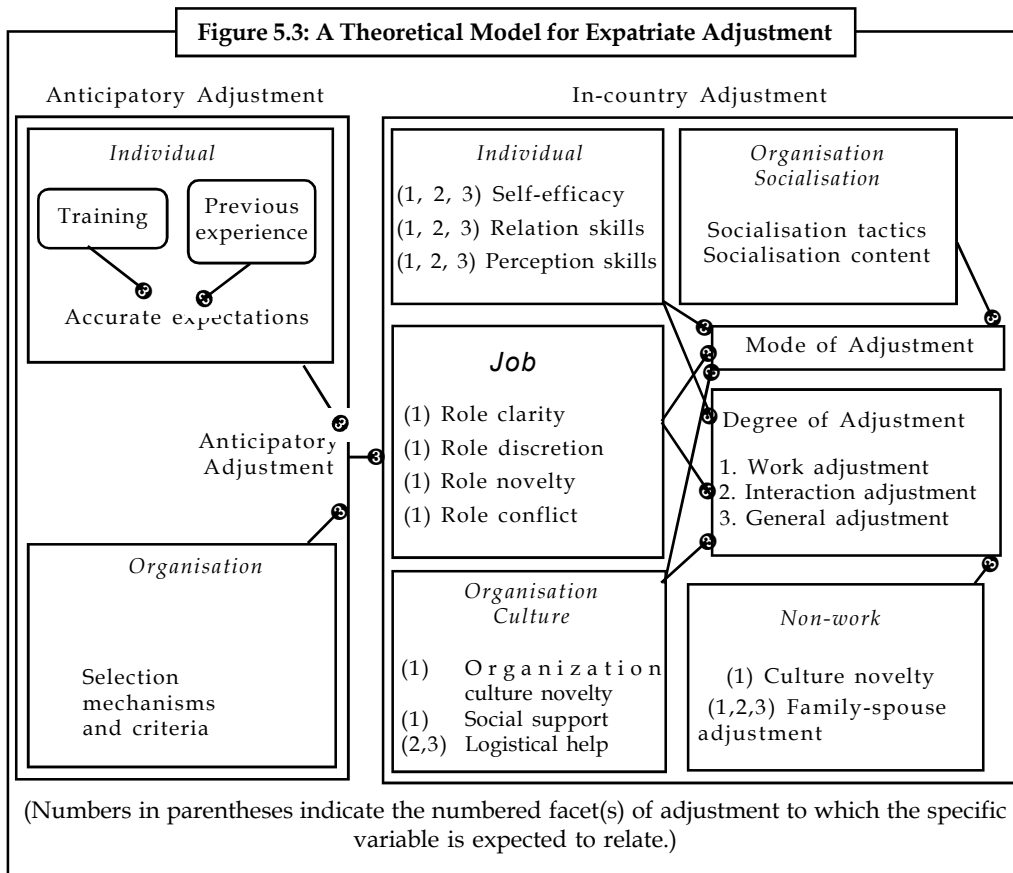 Figure 5.3: A Theoretical Model for Expatriate Adjustment
Anticipatory Adjustment
In-country Adjustment
Individual
Training
Previous
experience
Accurate expectations
Anticipatory
Adjustment
Organisation
Selection
mechanisms
and criteria
Individual
(1, 2, 3) Self-efficacy
(1, 2, 3) Relation skills
(1, 2, 3) Perception skills
Organisation
Socialisation
Socialisation tactics
Socialisation content
Job
(1) Role clarity
(1) Role discretion
(1) Role novelty
(1) Role conflict
Mode of Adjustment
Degree of Adjustment
1. Work adjustment
2. Interaction adjustment
3. General adjustment
Organisation
Culture
(1) Organization
culture novelty
(1) Social support
(2,3) Logistical help
Non-work
(1) Culture novelty
(1,2,3) Family-spouse
adjustment
(Numbers in parentheses indicate the numbered facet(s) of adjustment to which the specific
variable is expected to relate.)